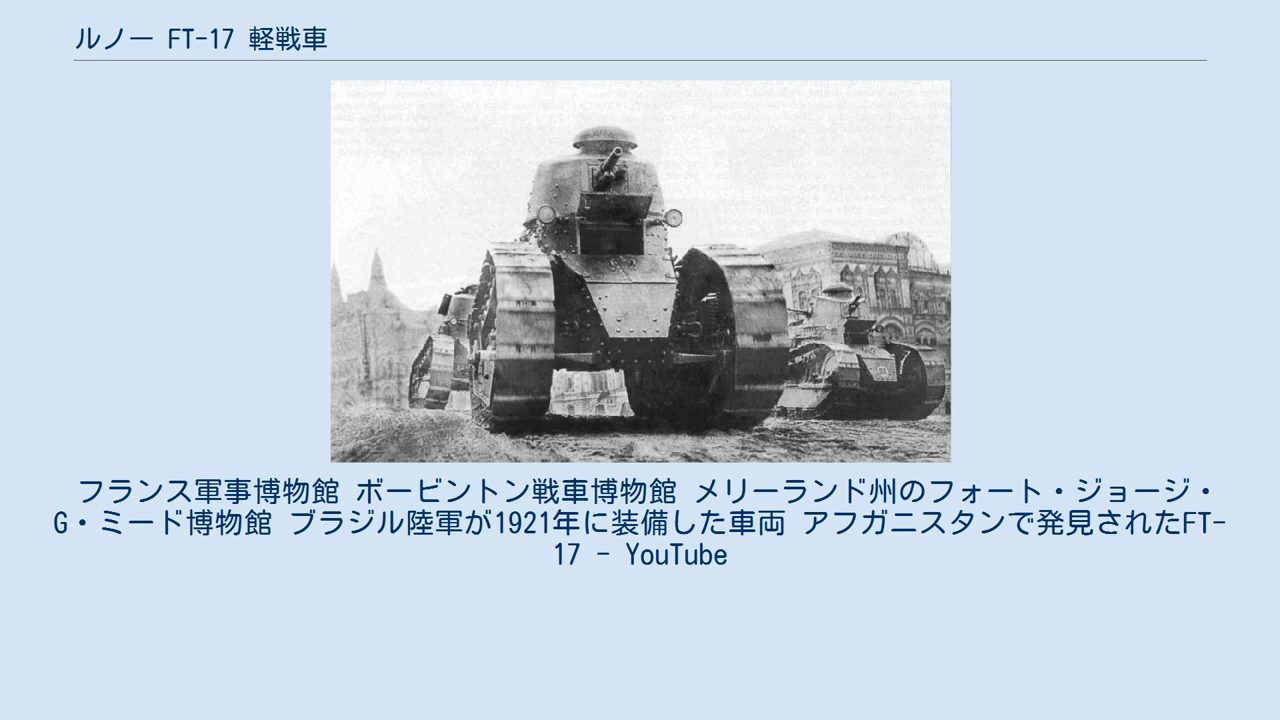 ルノー FT-17 軽戦車
フランス軍事博物館 ボービントン戦車博物館 メリーランド州のフォート・ジョージ・
G・ミード博物館 ブラジル陸軍が1921年に装備した車両 アフガニスタンで発見されたFT-
17 - YouTube